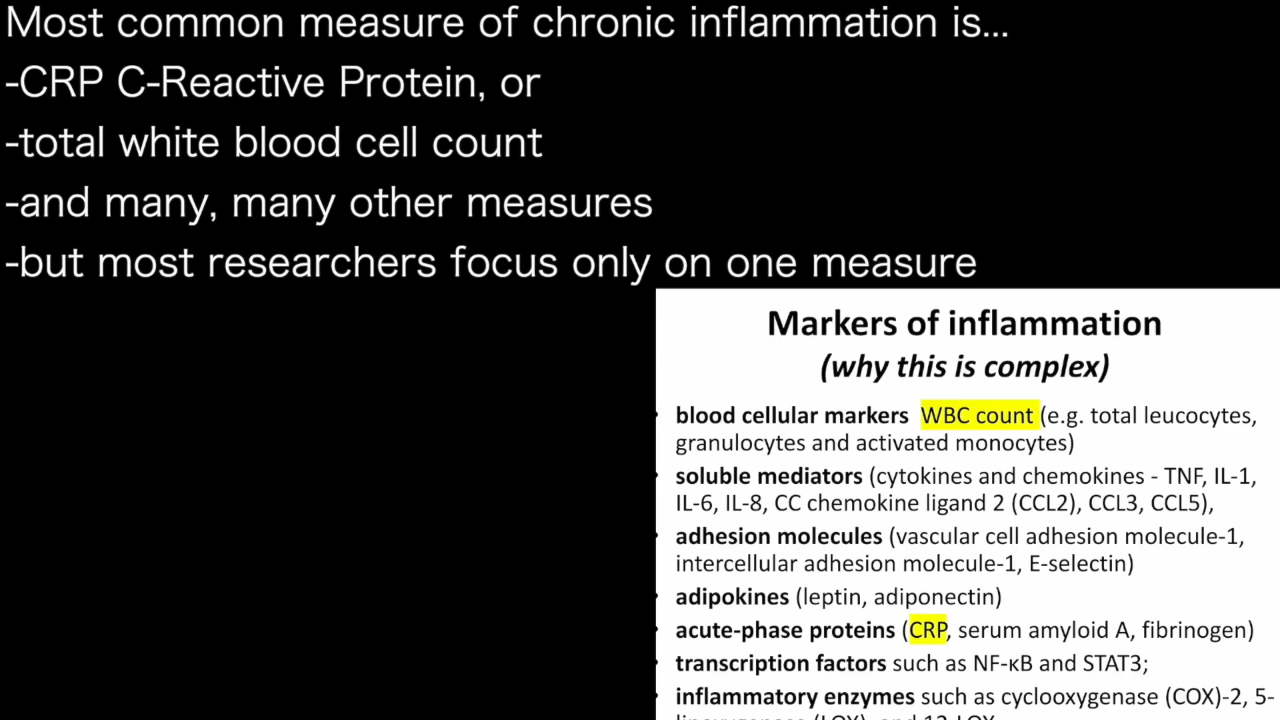 Most common measure of chronic inflammation is...
-CRP C-Reactive Protein, or
-total white blood cell count
-and many, many other measures
-but most researchers focus only on one measure
Markers of inflammation
(why this is complex)
• blood cellular markers WBC count (e.g. total leucocytes,
granulocytes and activated monocytes)
• soluble mediators (cytokines and chemokines - TNF, IL-1,
IL-6, IL-8, CC chemokine ligand 2 (CCL2), CCL3, CCL5),
• adhesion molecules (vascular cell adhesion molecule-1,
intercellular adhesion molecule-1, E-selectin)
• adipokines (leptin, adiponectin)
• acute-phase proteins (CRP, serum amyloid A, fibrinogen)
• transcription factors such as NF-κB and STAT3;
• inflammatory enzymes such as cyclooxygenase (COX)-2, 5-
(LOX), and 12-LOX